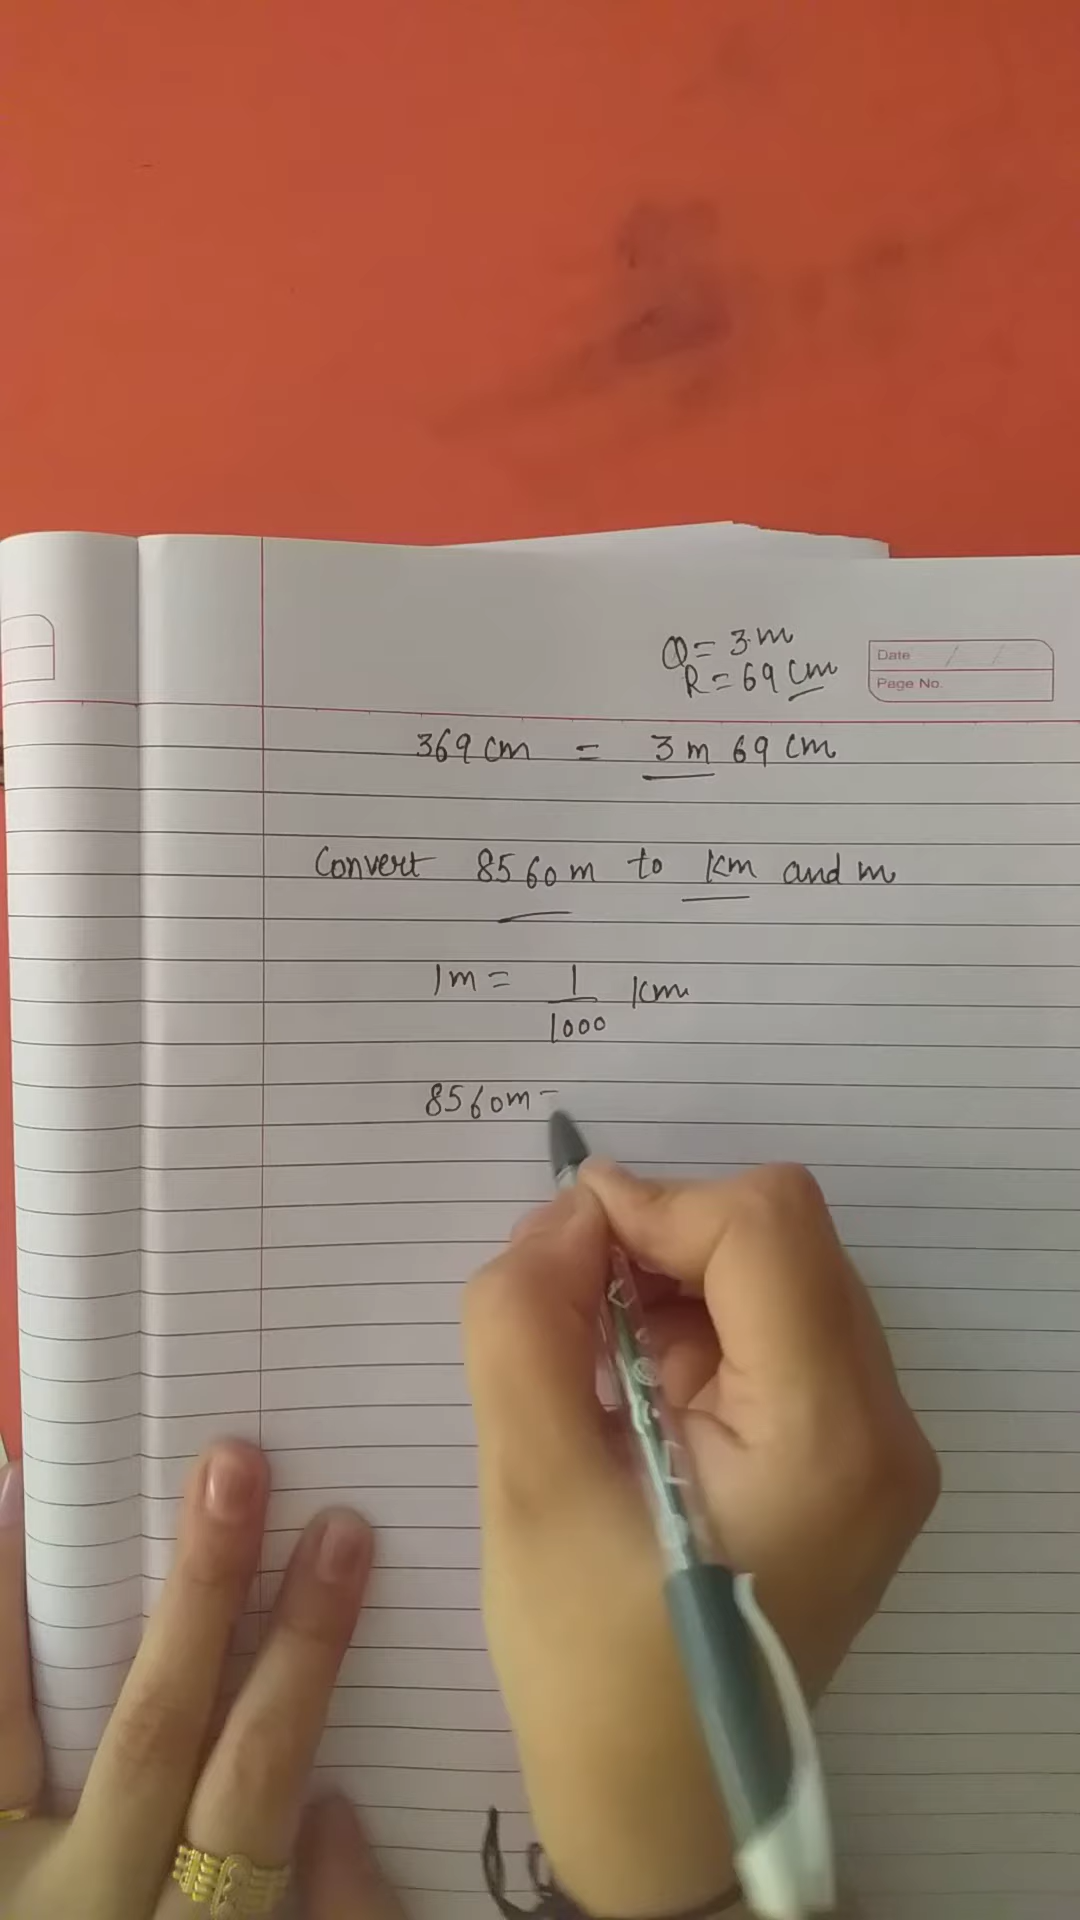 Q = 3 m
R = 69 cm
Date / /
Page No.
369 cm = 3 m 69 cm
Convert 8560 m to km and m
1 m = 1/1000 km
8560 m =